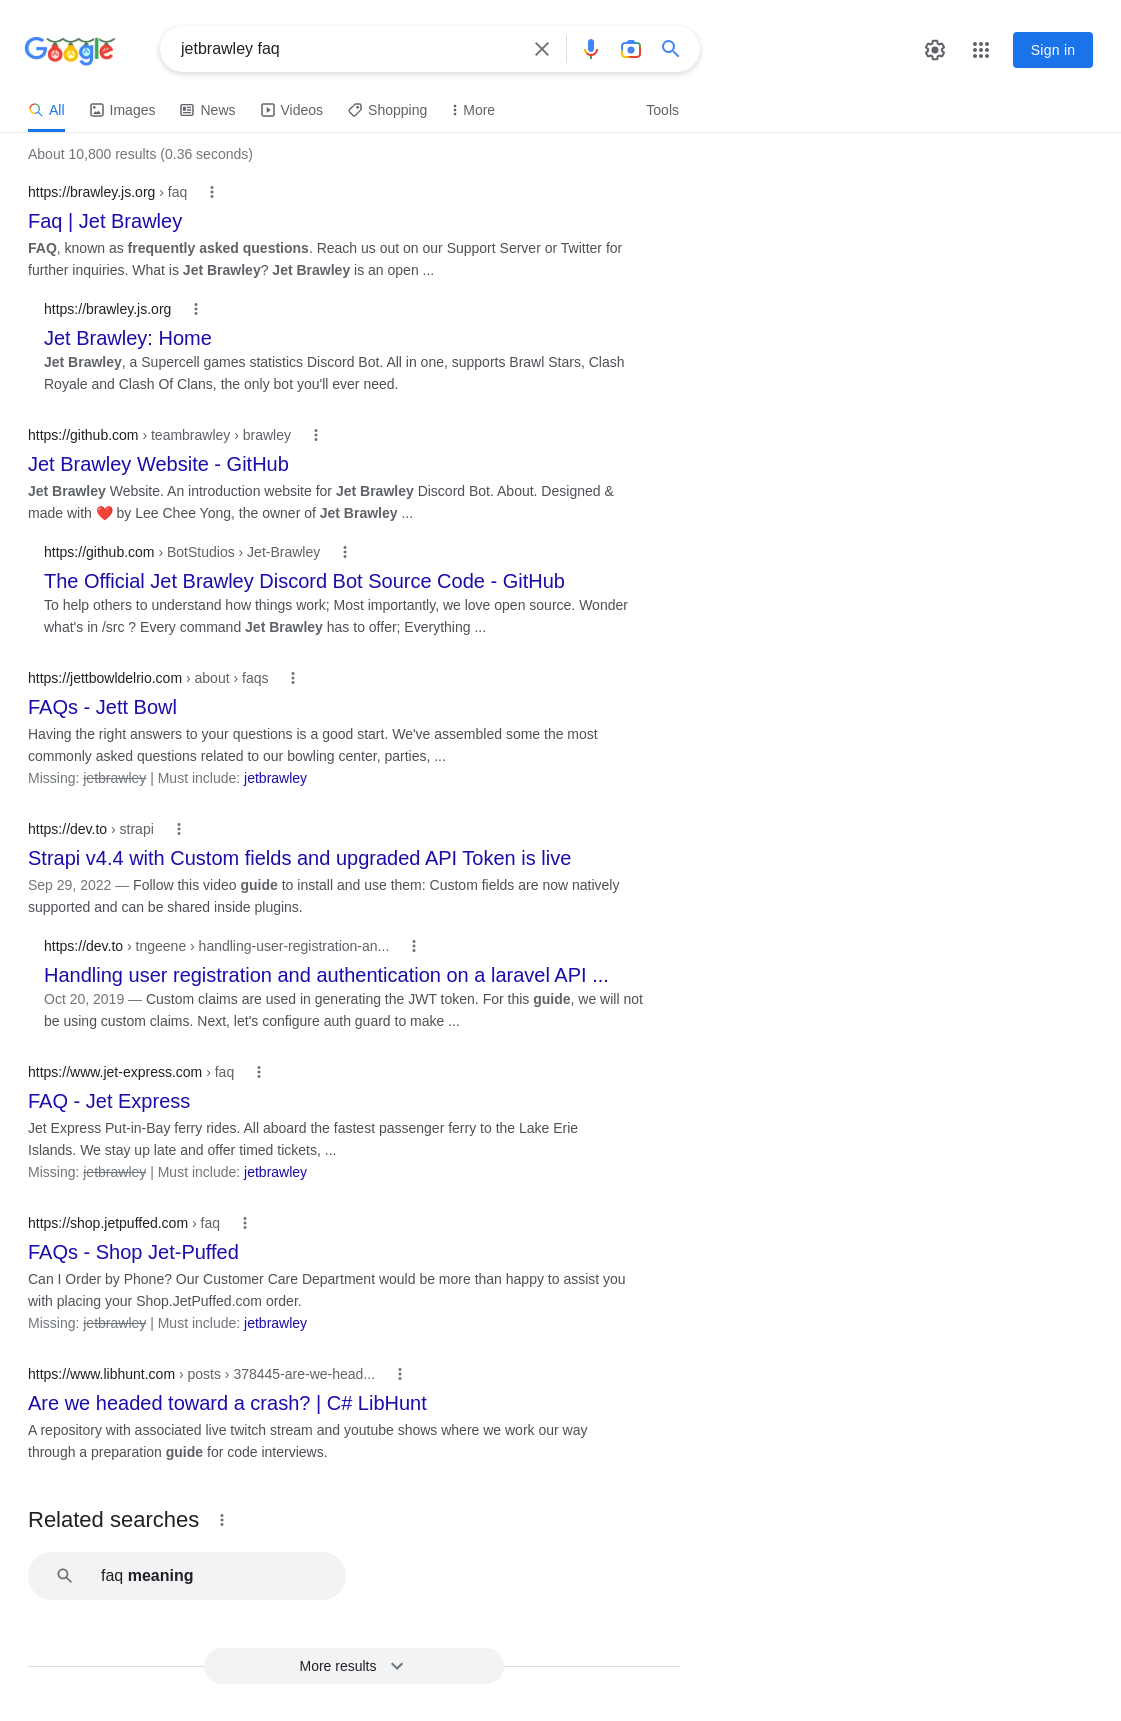 Google
jetbrawley faq
Sign in
All Images News Videos Shopping More Tools
About 10,800 results (0.36 seconds)
https://brawley.js.org › faq
Faq | Jet Brawley
FAQ, known as frequently asked questions. Reach us out on our Support Server or Twitter for
further inquiries. What is Jet Brawley? Jet Brawley is an open ...
https://brawley.js.org
Jet Brawley: Home
Jet Brawley, a Supercell games statistics Discord Bot. All in one, supports Brawl Stars, Clash
Royale and Clash Of Clans, the only bot you'll ever need.
https://github.com › teambrawley › brawley
Jet Brawley Website - GitHub
Jet Brawley Website. An introduction website for Jet Brawley Discord Bot. About. Designed &
made with ❤️ by Lee Chee Yong, the owner of Jet Brawley ...
https://github.com › BotStudios › Jet-Brawley
The Official Jet Brawley Discord Bot Source Code - GitHub
To help others to understand how things work; Most importantly, we love open source. Wonder
what's in /src ? Every command Jet Brawley has to offer; Everything ...
https://jettbowldelrio.com › about › faqs
FAQs - Jett Bowl
Having the right answers to your questions is a good start. We've assembled some the most
commonly asked questions related to our bowling center, parties, ...
Missing: jetbrawley | Must include: jetbrawley
https://dev.to › strapi
Strapi v4.4 with Custom fields and upgraded API Token is live
Sep 29, 2022 — Follow this video guide to install and use them: Custom fields are now natively
supported and can be shared inside plugins.
https://dev.to › tngeene › handling-user-registration-an...
Handling user registration and authentication on a laravel API ...
Oct 20, 2019 — Custom claims are used in generating the JWT token. For this guide, we will not
be using custom claims. Next, let's configure auth guard to make ...
https://www.jet-express.com › faq
FAQ - Jet Express
Jet Express Put-in-Bay ferry rides. All aboard the fastest passenger ferry to the Lake Erie
Islands. We stay up late and offer timed tickets, ...
Missing: jetbrawley | Must include: jetbrawley
https://shop.jetpuffed.com › faq
FAQs - Shop Jet-Puffed
Can I Order by Phone? Our Customer Care Department would be more than happy to assist you
with placing your Shop.JetPuffed.com order.
Missing: jetbrawley | Must include: jetbrawley
https://www.libhunt.com › posts › 378445-are-we-head...
Are we headed toward a crash? | C# LibHunt
A repository with associated live twitch stream and youtube shows where we work our way
through a preparation guide for code interviews.
Related searches
faq meaning
More results